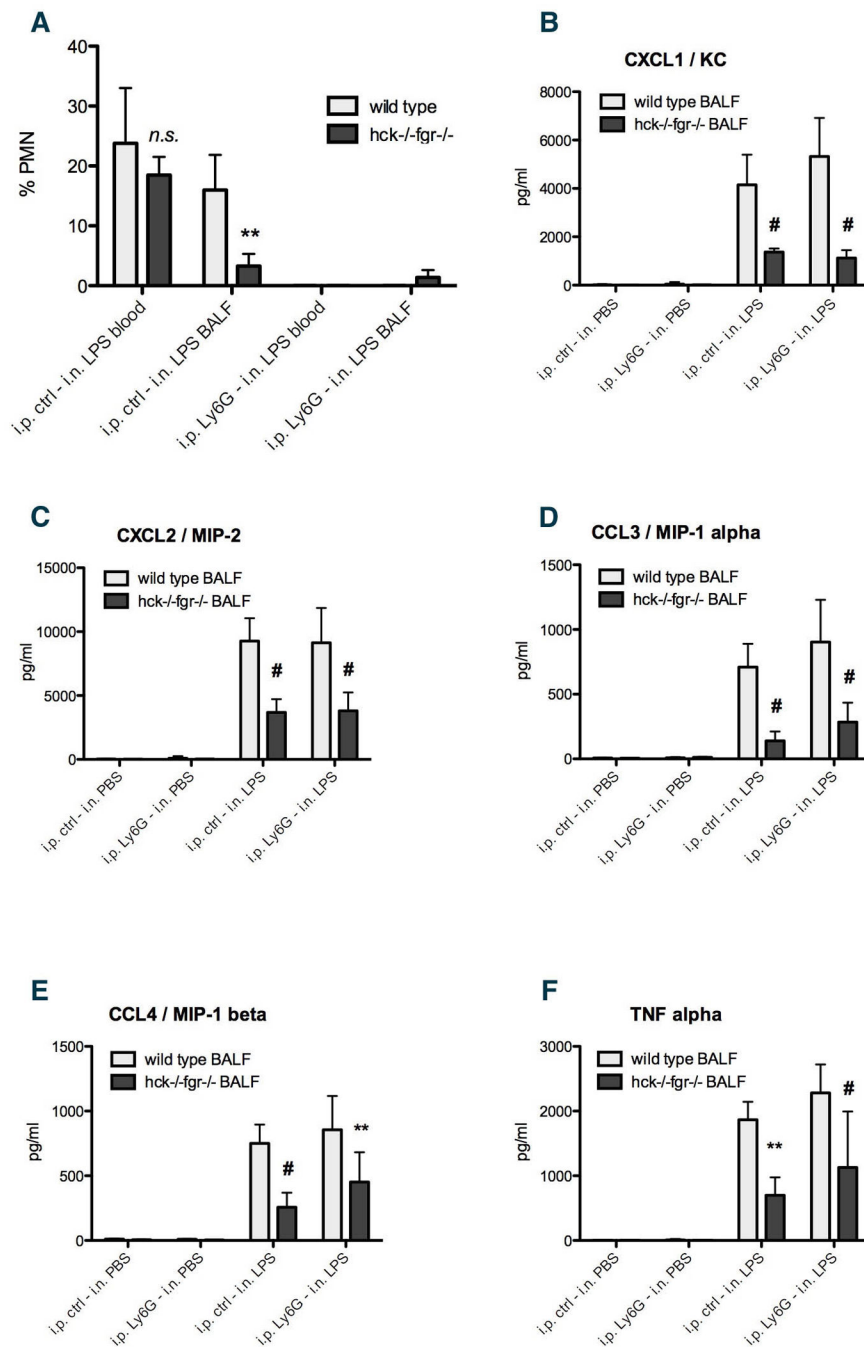 A
% PMN
40
30
20
10
0
wild type
hck-/-fgr-/-
n.s.
**
i.p. ctrl - i.n. LPS blood
i.p. ctrl - i.n. LPS BALF
i.p. Ly6G - i.n. LPS blood
i.p. Ly6G - i.n. LPS BALF
B
CXCL1 / KC
pg/ml
8000
6000
4000
2000
0
wild type BALF
hck-/-fgr-/- BALF
#
#
i.p. ctrl - i.n. PBS
i.p. Ly6G - i.n. PBS
i.p. ctrl - i.n. LPS
i.p. Ly6G - i.n. LPS
C
CXCL2 / MIP-2
pg/ml
15000
10000
5000
0
wild type BALF
hck-/-fgr-/- BALF
#
#
i.p. ctrl - i.n. PBS
i.p. Ly6G - i.n. PBS
i.p. ctrl - i.n. LPS
i.p. Ly6G - i.n. LPS
D
CCL3 / MIP-1 alpha
pg/ml
1500
1000
500
0
wild type BALF
hck-/-fgr-/- BALF
#
#
i.p. ctrl - i.n. PBS
i.p. Ly6G - i.n. PBS
i.p. ctrl - i.n. LPS
i.p. Ly6G - i.n. LPS
E
CCL4 / MIP-1 beta
pg/ml
1500
1000
500
0
wild type BALF
hck-/-fgr-/- BALF
#
**
i.p. ctrl - i.n. PBS
i.p. Ly6G - i.n. PBS
i.p. ctrl - i.n. LPS
i.p. Ly6G - i.n. LPS
F
TNF alpha
pg/ml
3000
2000
1000
0
wild type BALF
hck-/-fgr-/- BALF
**
#
i.p. ctrl - i.n. PBS
i.p. Ly6G - i.n. PBS
i.p. ctrl - i.n. LPS
i.p. Ly6G - i.n. LPS